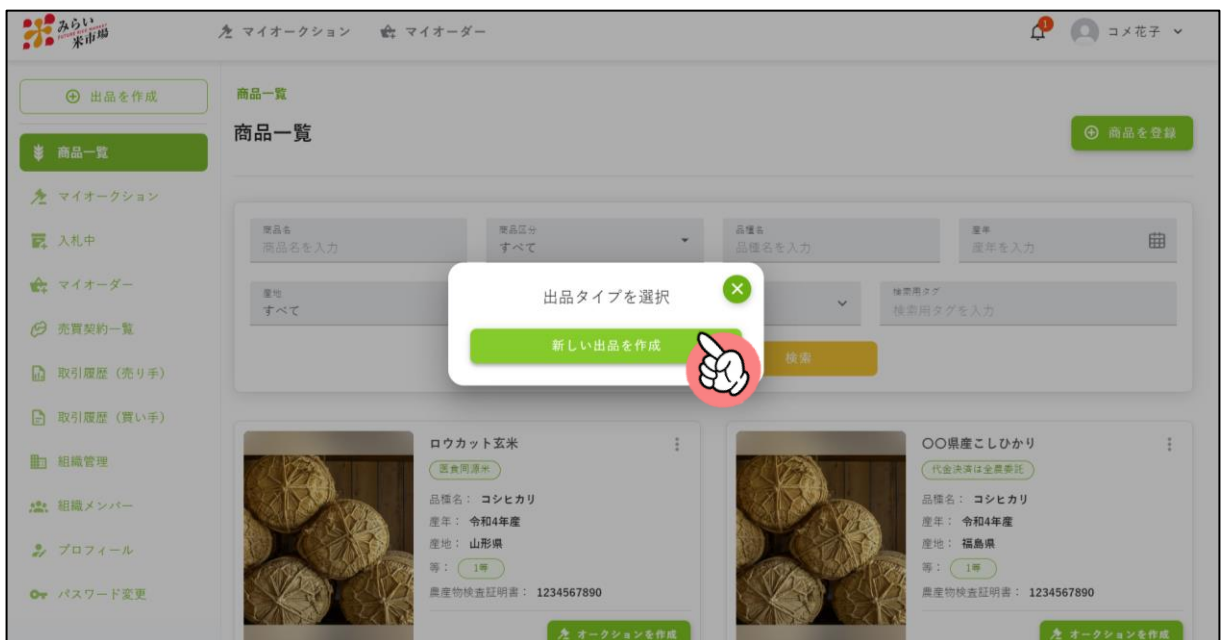 みらい
米市場
マイオークション
マイオーダー
1
コメ花子
出品を作成
商品一覧
マイオークション
入札中
マイオーダー
売買契約一覧
取引履歴（売り手）
取引履歴（買い手）
組織管理
組織メンバー
プロフィール
パスワード変更
商品一覧
商品一覧
商品を登録
商品名
商品名を入力
商品区分
すべて
品種名
品種名を入力
産年
産年を入力
産地
すべて
検索用タグ
検索用タグを入力
検索
出品タイプを選択
新しい出品を作成
ロウカット玄米
医食同源米
品種名： コシヒカリ
産年： 令和4年産
産地： 山形県
等： 1等
農産物検査証明書： 1234567890
オークションを作成
〇〇県産こしひかり
代金決済は全農委託
品種名： コシヒカリ
産年： 令和4年産
産地： 福島県
等： 1等
農産物検査証明書： 1234567890
オークションを作成